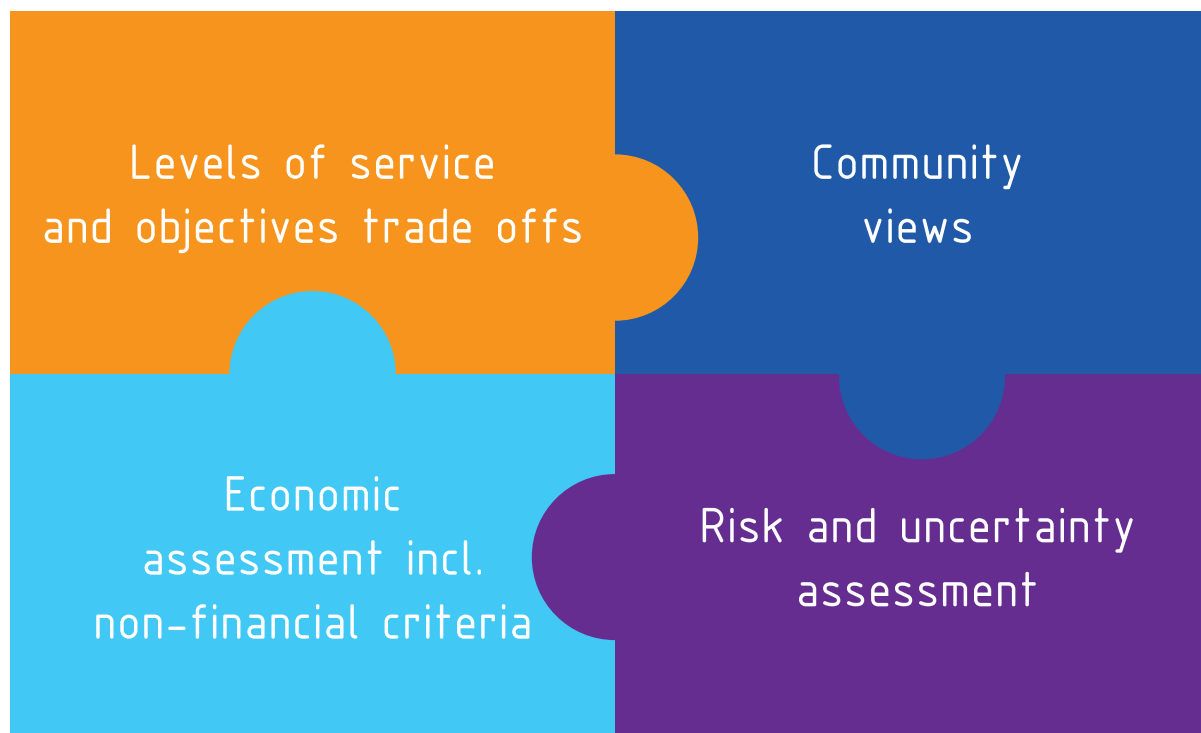 Levels of service
and objectives trade offs
Community
views
Economic
assessment incl.
non-financial criteria
Risk and uncertainty
assessment